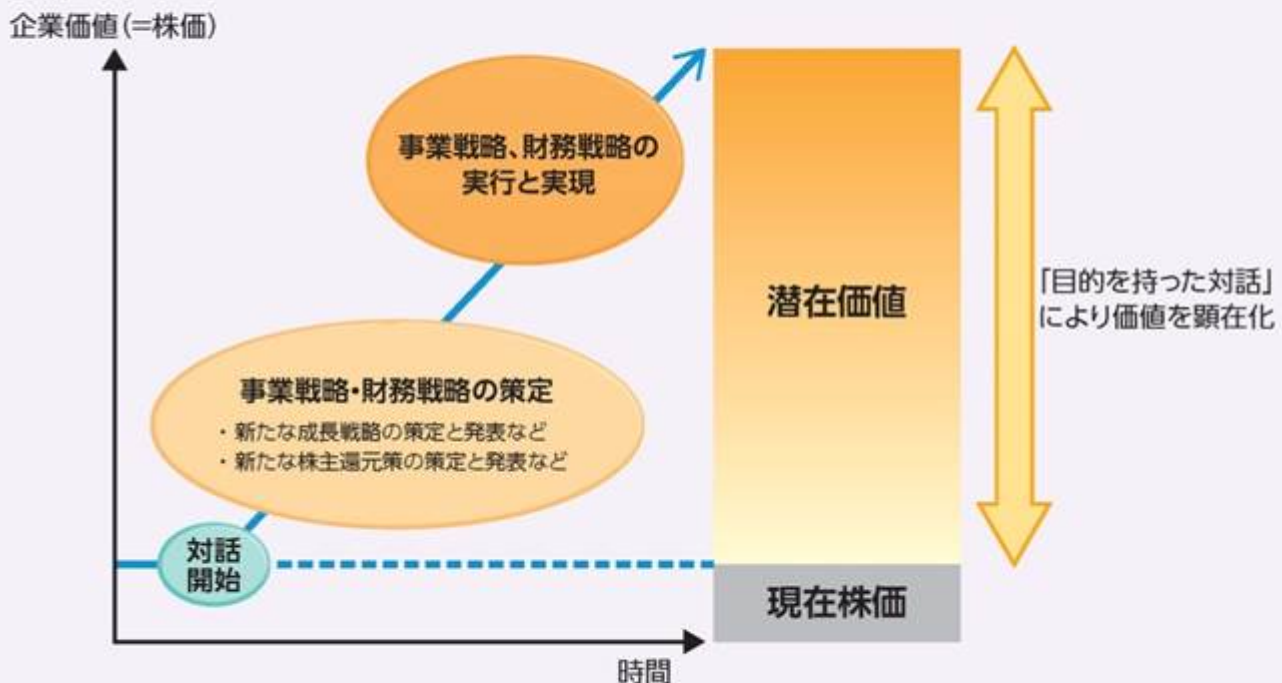 企業価値(=株価)
事業戦略、財務戦略の
実行と実現
事業戦略・財務戦略の策定
・新たな成長戦略の策定と発表など
・新たな株主還元策の策定と発表など
対話
開始
潜在価値
現在株価
「目的を持った対話」
により価値を顕在化
時間